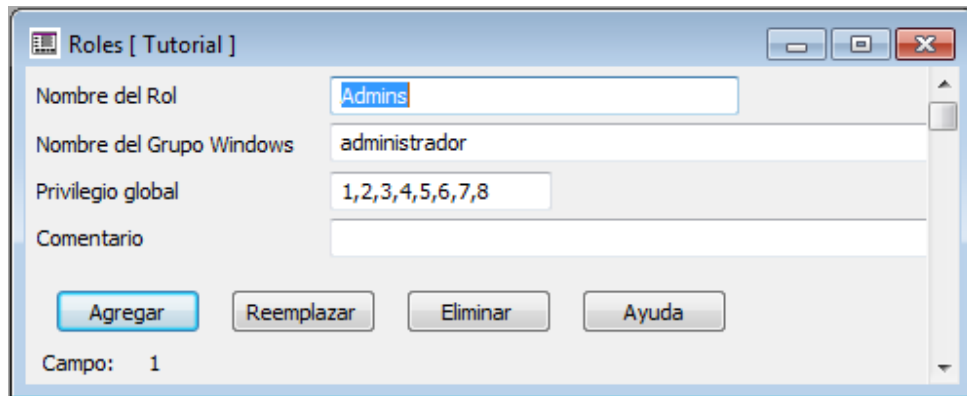 Roles [ Tutorial ]
Nombre del Rol Admins
Nombre del Grupo Windows administrador
Privilegio global 1,2,3,4,5,6,7,8
Comentario
Agregar Reemplazar Eliminar Ayuda
Campo: 1